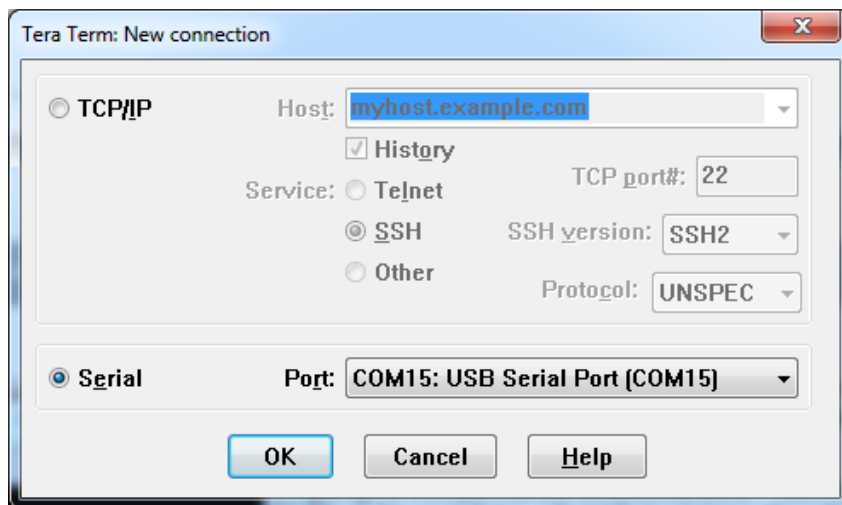 Tera Term: New connection
TCP/IP Host: myhost.example.com
History
Service: Telnet TCP port#: 22
SSH SSH version: SSH2
Other Protocol: UNSPEC
Serial Port: COM15: USB Serial Port (COM15)
OK Cancel Help